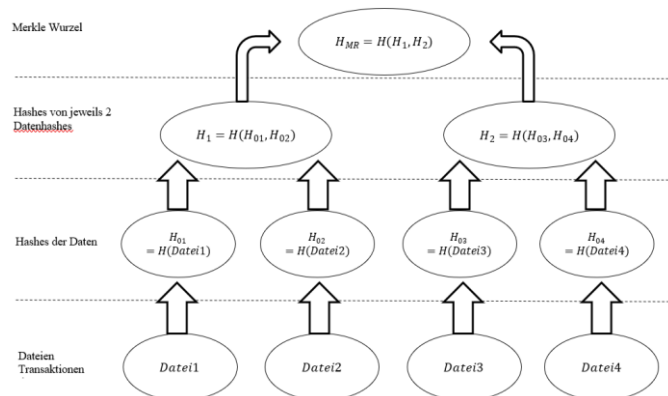 Merkle Wurzel
H_MR = H(H_1, H_2)
Hashes von jeweils 2
Datenhashes
H_1 = H(H_01, H_02)
H_2 = H(H_03, H_04)
Hashes der Daten
H_01
= H(Datei1)
H_02
= H(Datei2)
H_03
= H(Datei3)
H_04
= H(Datei4)
Dateien
Transaktionen
Datei1
Datei2
Datei3
Datei4